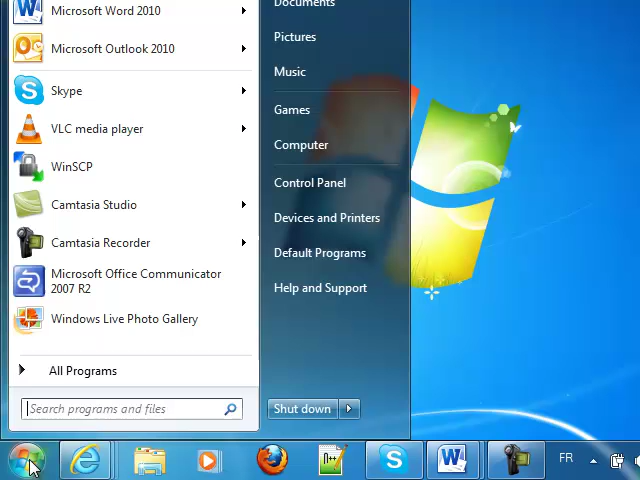 Microsoft Word 2010
Microsoft Outlook 2010
Skype
VLC media player
WinSCP
Camtasia Studio
Camtasia Recorder
Microsoft Office Communicator
2007 R2
Windows Live Photo Gallery
All Programs
Search programs and files
Documents
Pictures
Music
Games
Computer
Control Panel
Devices and Printers
Default Programs
Help and Support
Shut down
FR